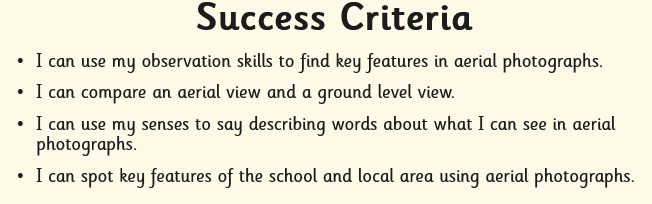 Success Criteria
• I can use my observation skills to find key features in aerial photographs.
• I can compare an aerial view and a ground level view.
• I can use my senses to say describing words about what I can see in aerial
photographs.
• I can spot key features of the school and local area using aerial photographs.